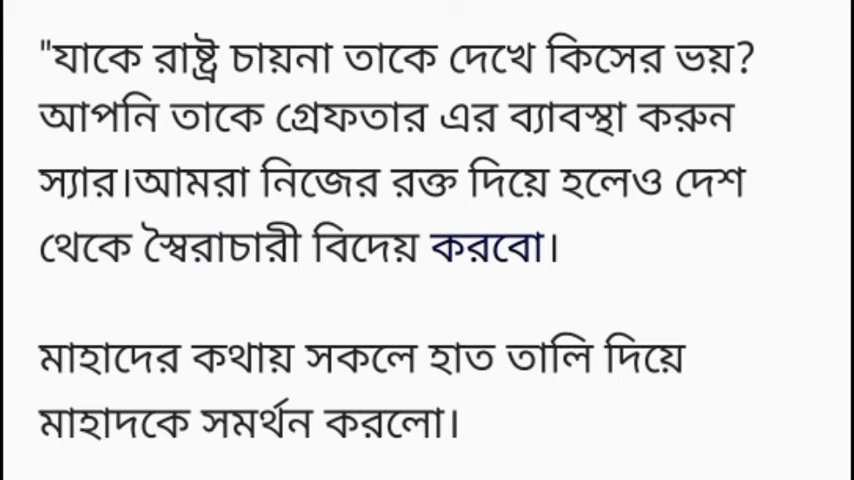 "যাকে রাষ্ট্র চায়না তাকে দেখে কিসের ভয়?
আপনি তাকে গ্রেফতার এর ব্যাবস্থা করুন
স্যার।আমরা নিজের রক্ত দিয়ে হলেও দেশ
থেকে স্বৈরাচারী বিদেয় করবো।
মাহাদের কথায় সকলে হাত তালি দিয়ে
মাহাদকে সমর্থন করলো।